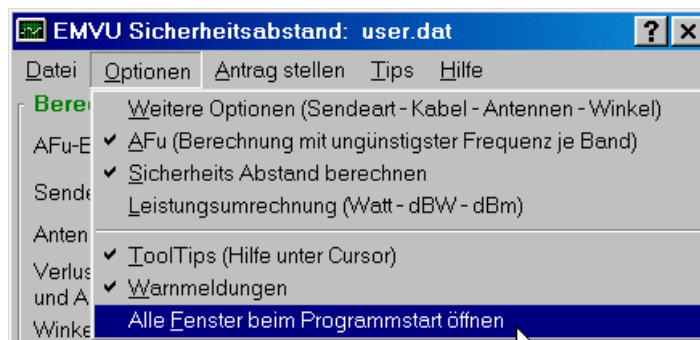 EMVU Sicherheitsabstand: user.dat
Datei Optionen Antrag stellen Tips Hilfe
Weitere Optionen (Sendeart - Kabel - Antennen - Winkel)
AFu (Berechnung mit ungünstigster Frequenz je Band)
Sicherheits Abstand berechnen
Leistungsumrechnung (Watt - dBW - dBm)
ToolTips (Hilfe unter Cursor)
Warnmeldungen
und A
Alle Fenster beim Programmstart öffnen